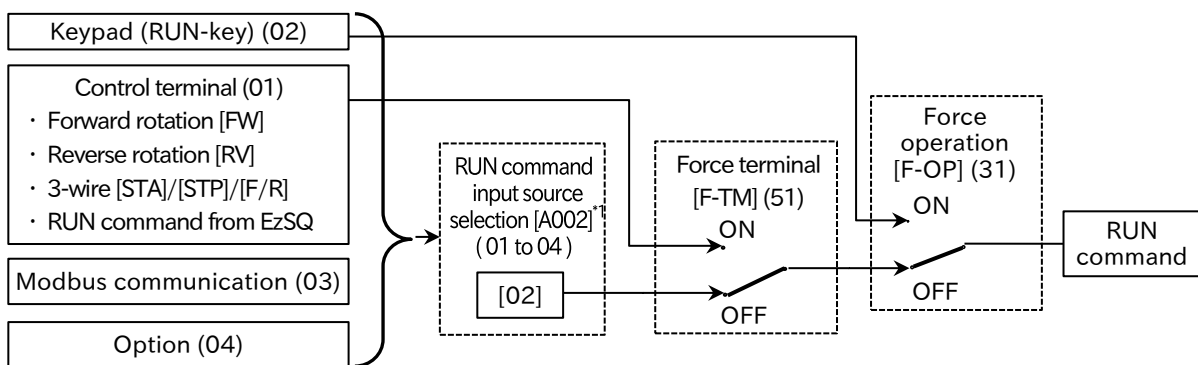 Keypad (RUN-key) (02)
Control terminal (01)
・ Forward rotation [FW]
・ Reverse rotation [RV]
・ 3-wire [STA]/[STP]/[F/R]
・ RUN command from EzSQ
Modbus communication (03)
Option (04)
RUN command
input source
selection [A002]*1
( 01 to 04 )
[02]
Force terminal
[F-TM] (51)
ON
OFF
Force
operation
[F-OP] (31)
ON
OFF
RUN
command